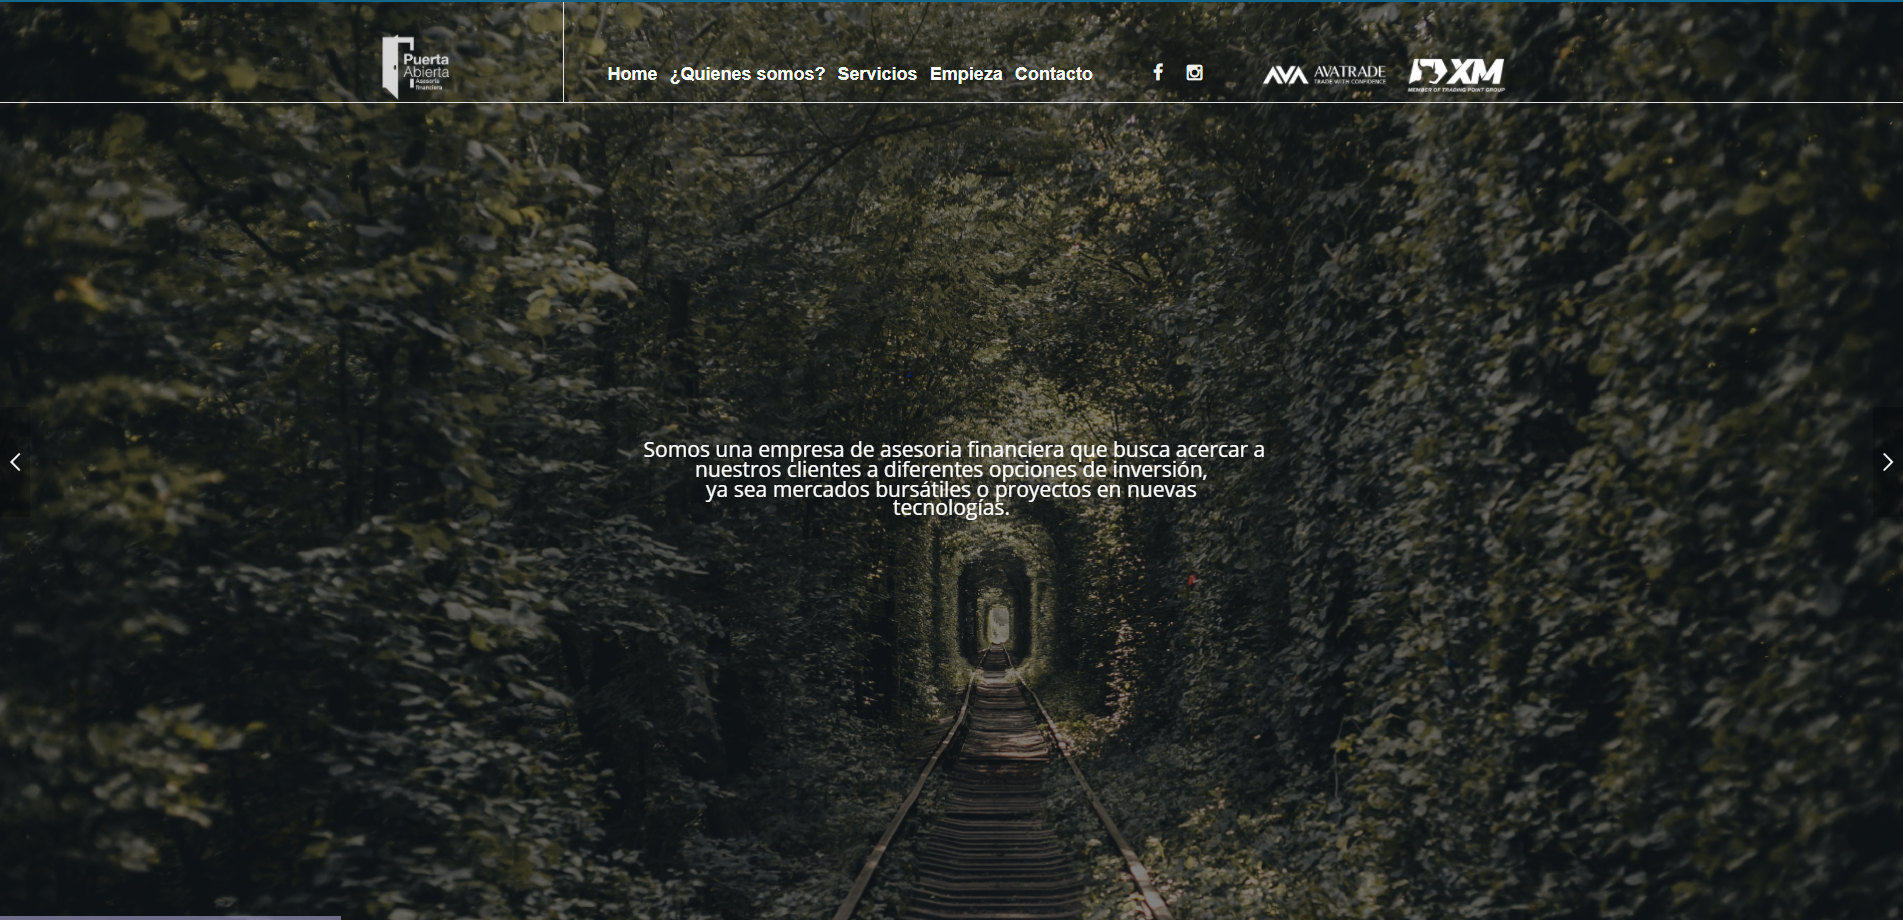 Puerta
Abierta
Asesoría
financiera
Home ¿Quienes somos? Servicios Empieza Contacto
AVA AVATRADE
TRADE WITH CONFIDENCE
XM
MEMBER OF TRADING POINT GROUP
Somos una empresa de asesoria financiera que busca acercar a
nuestros clientes a diferentes opciones de inversión,
ya sea mercados bursátiles o proyectos en nuevas
tecnologías.